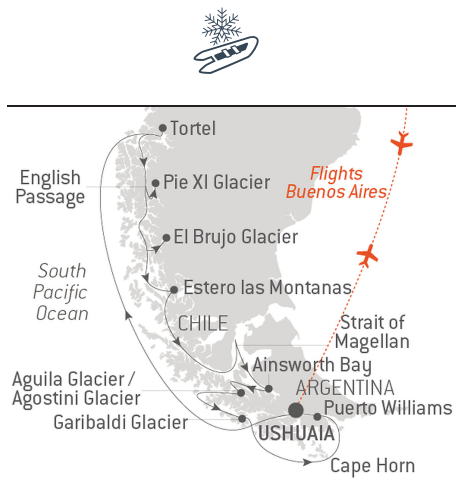 Tortel
English
Passage
Pie XI Glacier
Flights
Buenos Aires
El Brujo Glacier
South
Pacific
Ocean
Estero las Montanas
CHILE
Strait of
Magellan
Ainsworth Bay
Aguila Glacier /
Agostini Glacier
ARGENTINA
Puerto Williams
Garibaldi Glacier
USHUAIA
Cape Horn